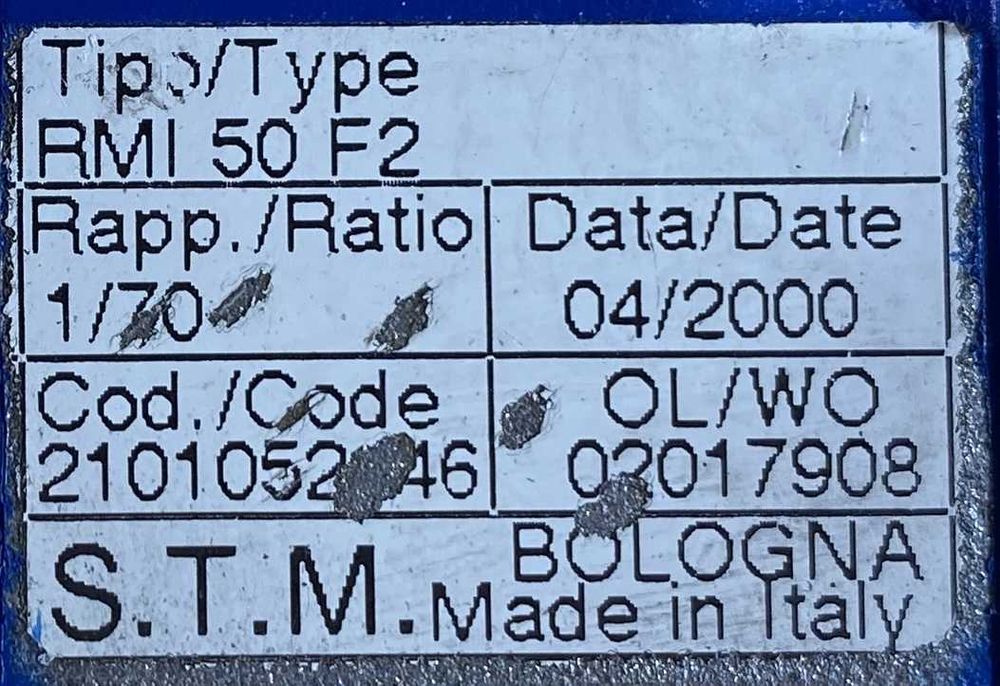 Tipo/Type
RMI 50 F2
Rapp./Ratio
1/70
Data/Date
04/2000
Cod./Code
OL/WO
02017908
S.T.M.
BOLOGNA
Made in Italy